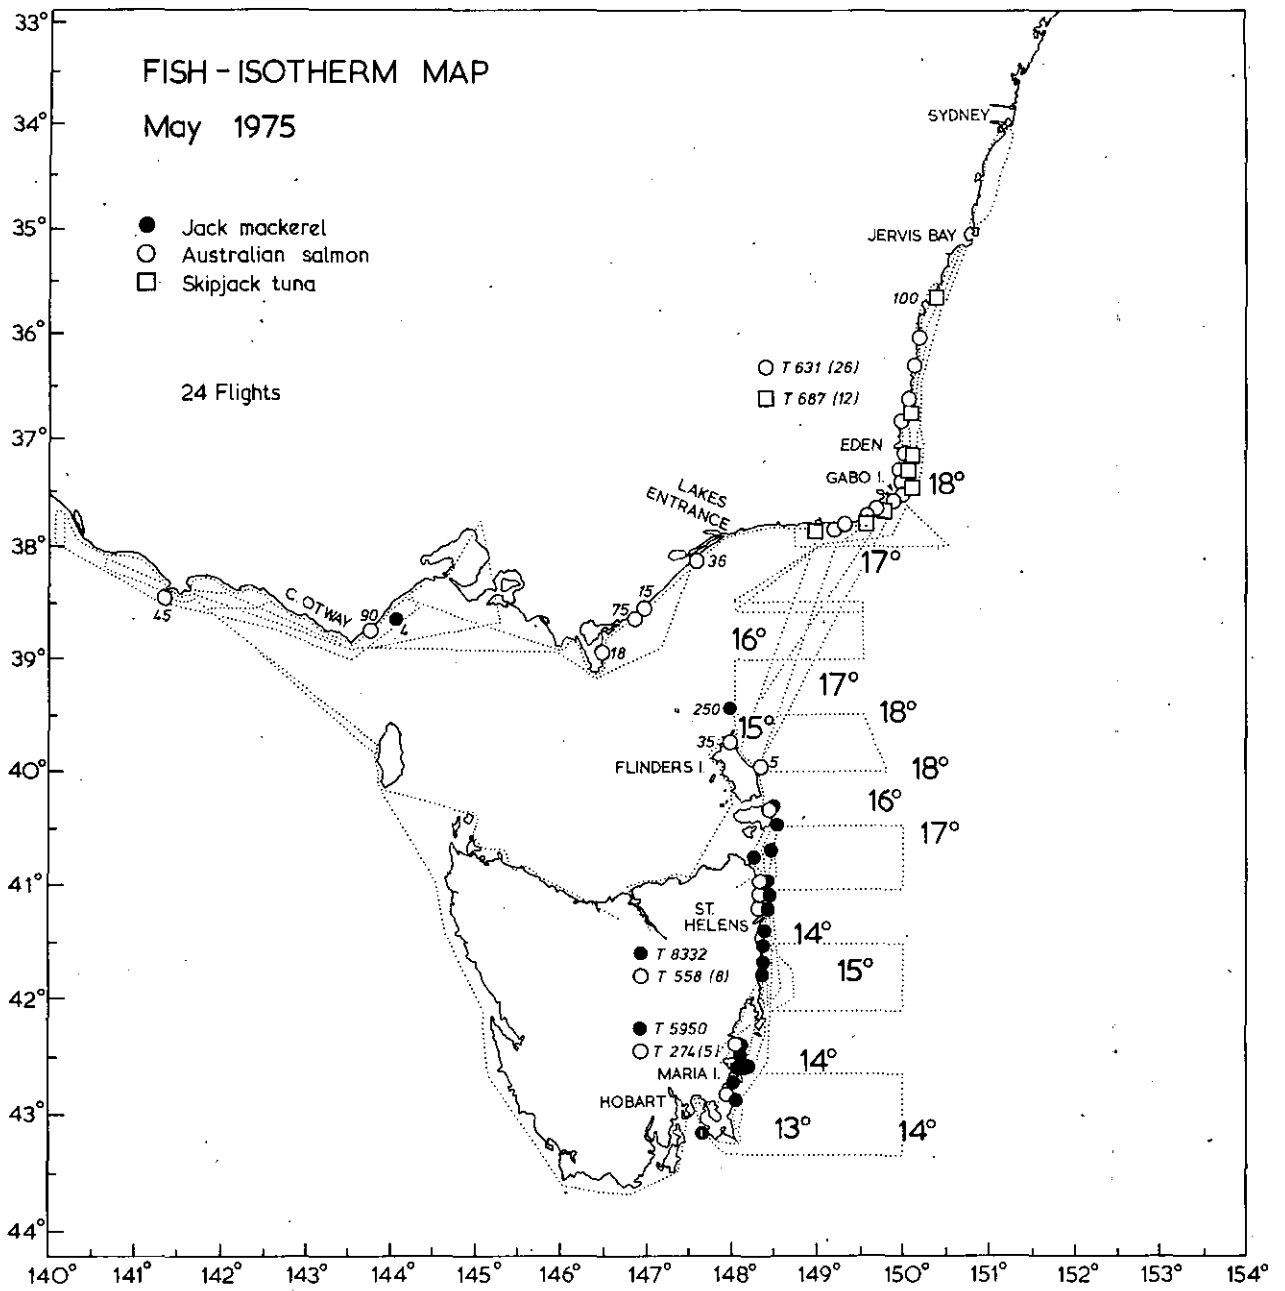 33°
FISH-ISOTHERM MAP
May 1975
34°
SYDNEY
35°
Jack mackerel
Australian salmon
Skipjack tuna
JERVIS BAY
100
36°
T 631 (26)
T 687 (12)
24 Flights
37°
EDEN
GABO I.
18°
LAKES
ENTRANCE
38°
17°
36
C. OTWAY
45
90
4
75
15
18
16°
39°
17°
250
15°
18°
35
5
FLINDERS I.
40°
18°
16°
17°
41°
ST.
HELENS
14°
T 8332
T 558 (8)
15°
42°
T 5950
T 274(5)
14°
MARIA I.
HOBART
43°
13°
14°
44°
140° 141° 142° 143° 144° 145° 146° 147° 148° 149° 150° 151° 152° 153° 154°